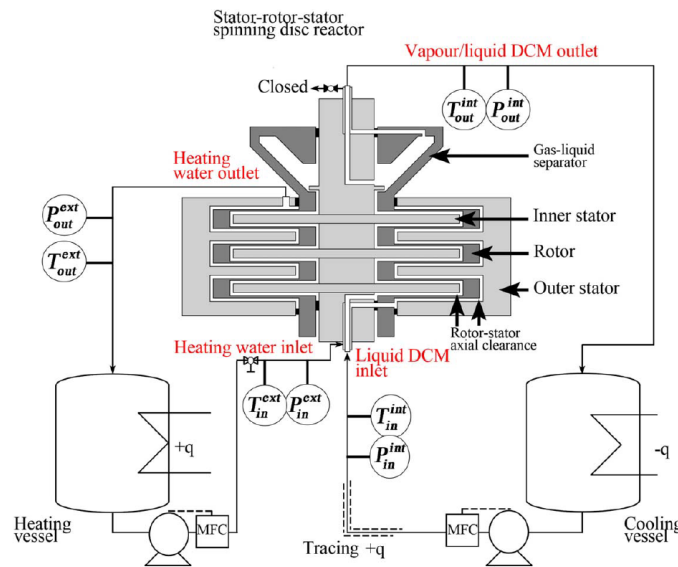 Stator-rotor-stator
spinning disc reactor
Vapour/liquid DCM outlet
Closed
T out int
P out int
Gas-liquid
separator
Heating
water outlet
P out ext
T out ext
Inner stator
Rotor
Outer stator
Rotor-stator
axial clearance
Heating water inlet
Liquid DCM
inlet
T in ext
P in ext
T in int
P in int
+q
-q
Heating
vessel
MFC
Tracing +q
MFC
Cooling
vessel